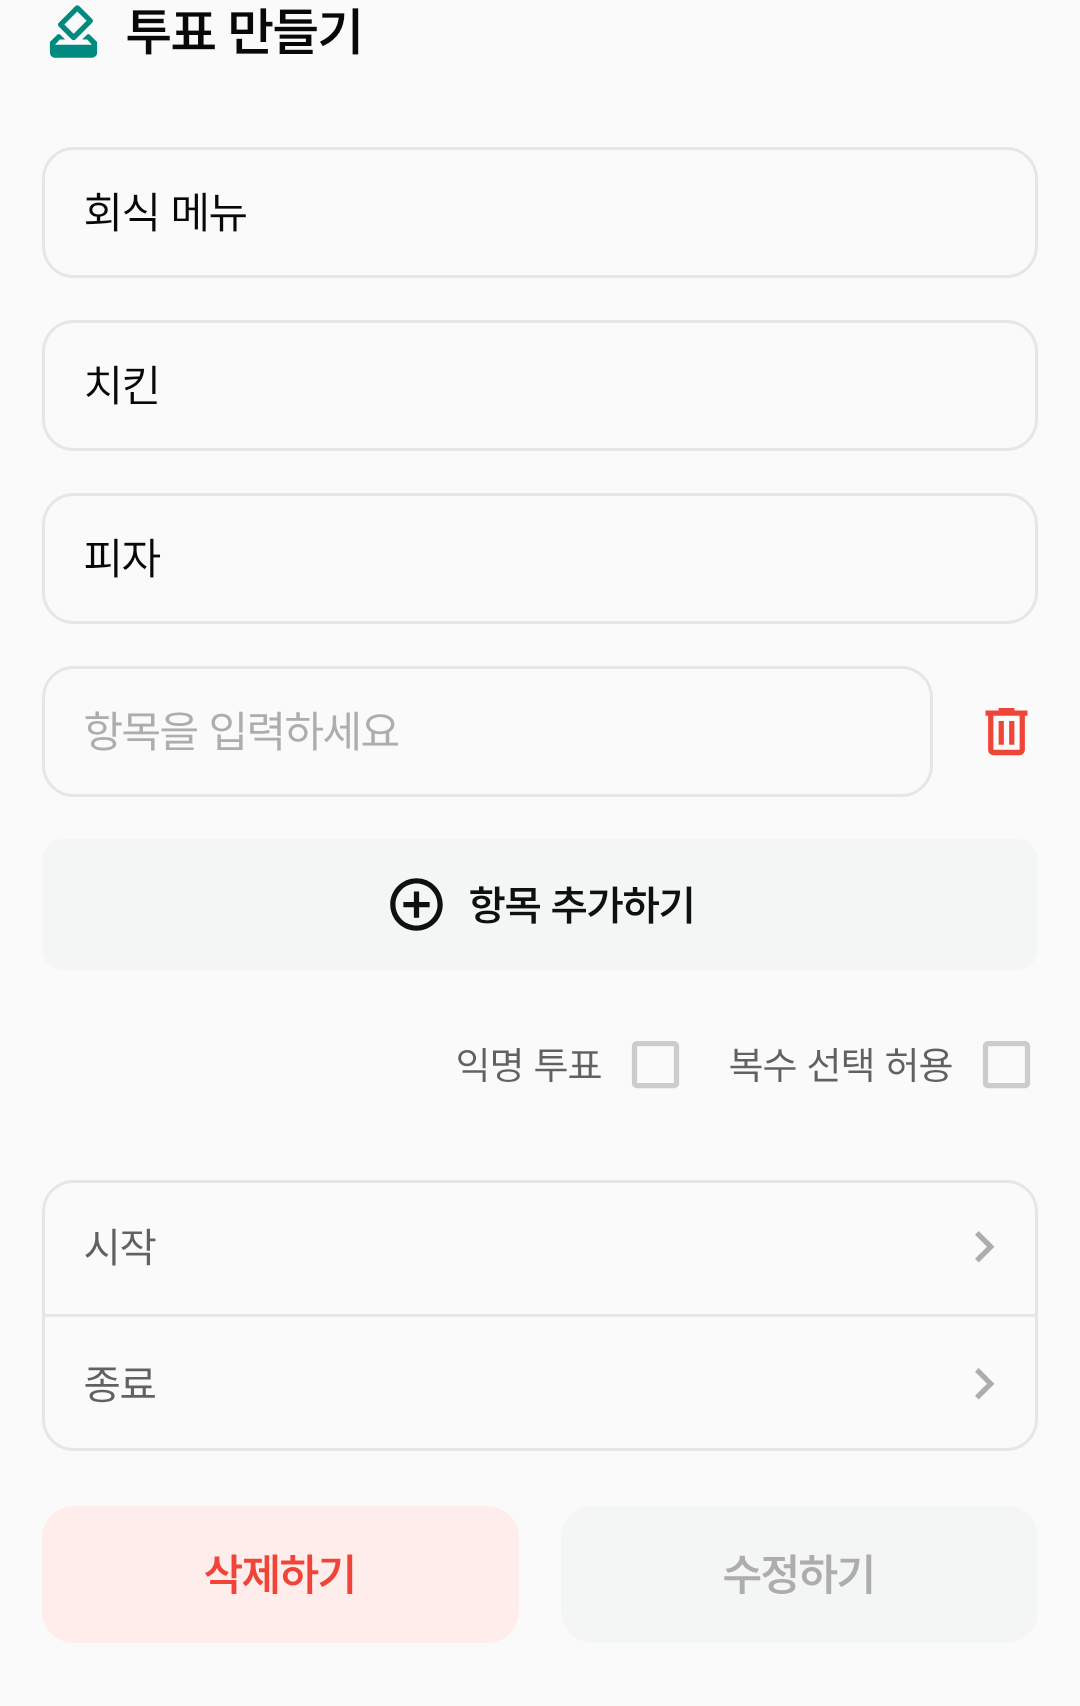 투표 만들기
회식 메뉴
치킨
피자
항목을 입력하세요
항목 추가하기
익명 투표 복수 선택 허용
시작
종료
삭제하기 수정하기